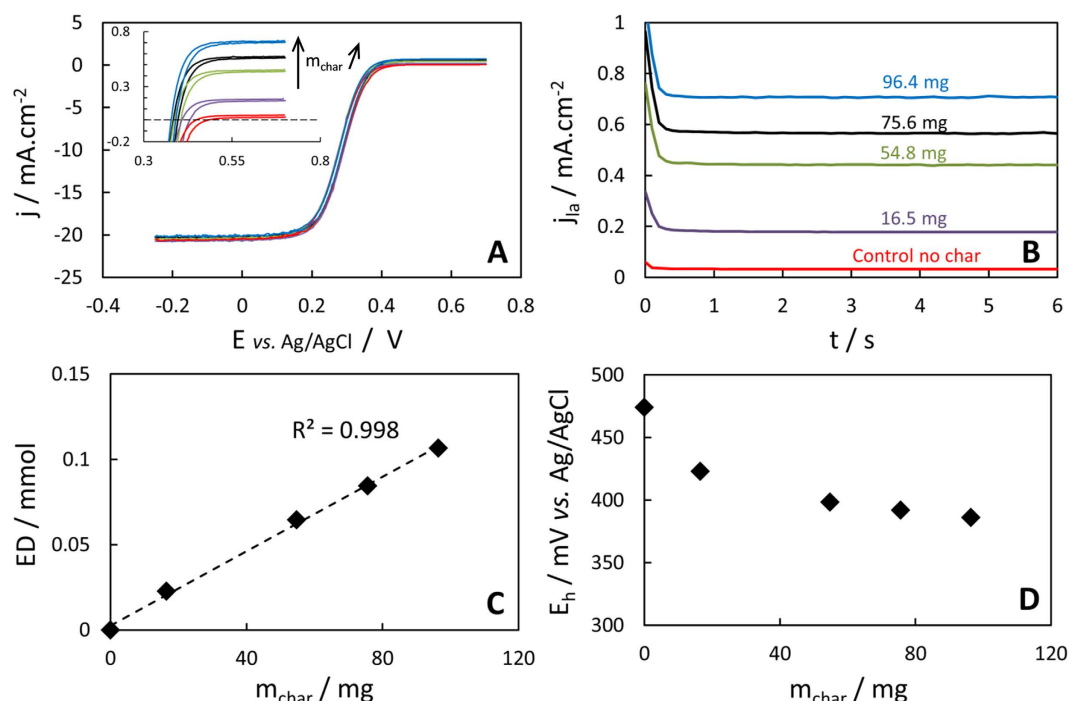 5
0
-5
-10
-15
-20
-25
j / mA.cm⁻²
-0.4
-0.2
0
0.2
0.4
0.6
0.8
E vs. Ag/AgCl / V
0.8
0.3
-0.2
0.3
0.55
0.8
m_char
A
1
0.8
0.6
0.4
0.2
0
j_la / mA.cm⁻²
96.4 mg
75.6 mg
54.8 mg
16.5 mg
Control no char
B
0
1
2
3
4
5
6
t / s
0.15
0.1
0.05
0
ED / mmol
R² = 0.998
C
0
40
80
120
m_char / mg
500
450
400
350
300
E_h / mV vs. Ag/AgCl
D
0
40
80
120
m_char / mg